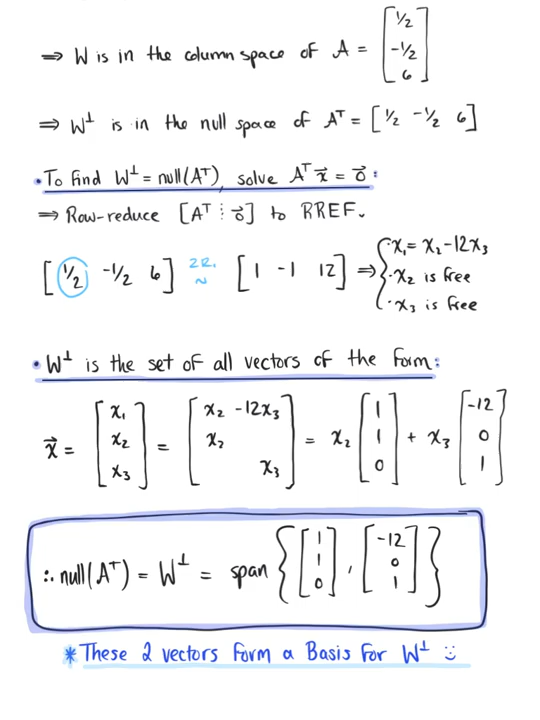 ⇒ W is in the column space of A = [1/2 -1/2 6]
⇒ W⊥ is in the null space of Aᵀ = [1/2 -1/2 6]
• To find W⊥ = null(Aᵀ), solve Aᵀx⃗ = 0⃗ :
⇒ Row-reduce [Aᵀ ⋮ 0⃗] to RREF.
[1/2 -1/2 6] 2R₁ ~ [1 -1 12] ⇒ { • x₁ = x₂ - 12x₃
• x₂ is free
• x₃ is free
• W⊥ is the set of all vectors of the form:
x⃗ = [x₁ x₂ x₃] = [x₂ -12x₃ x₂ x₃] = x₂ [1 1 0] + x₃ [-12 0 1]
∴ null(Aᵀ) = W⊥ = span { [1 1 0] , [-12 0 1] }
* These 2 vectors form a Basis for W⊥ ü